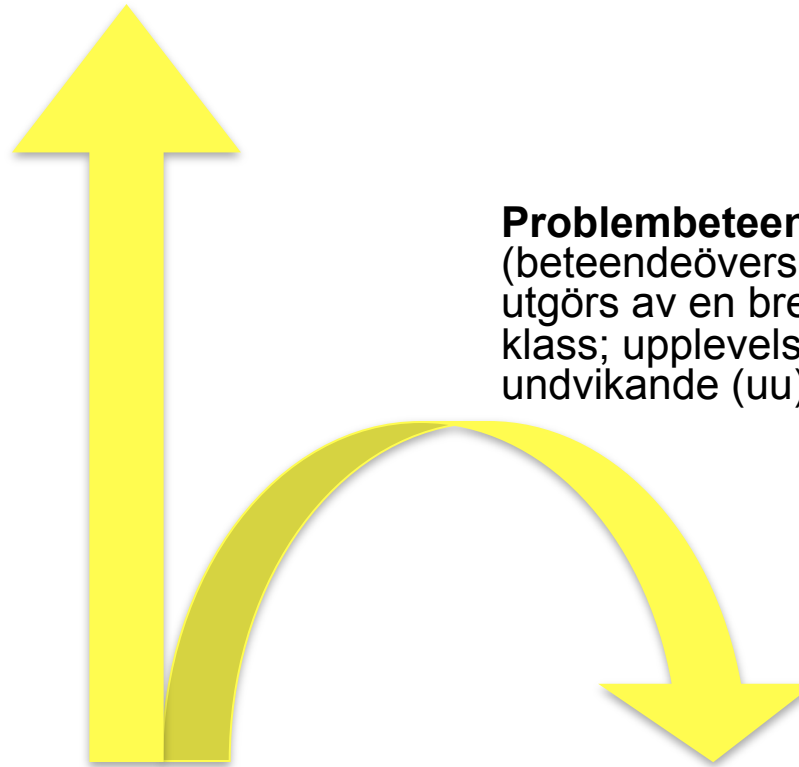 Problembeteen
(beteendeövers
utgörs av en bre
klass; upplevels
undvikande (uu)